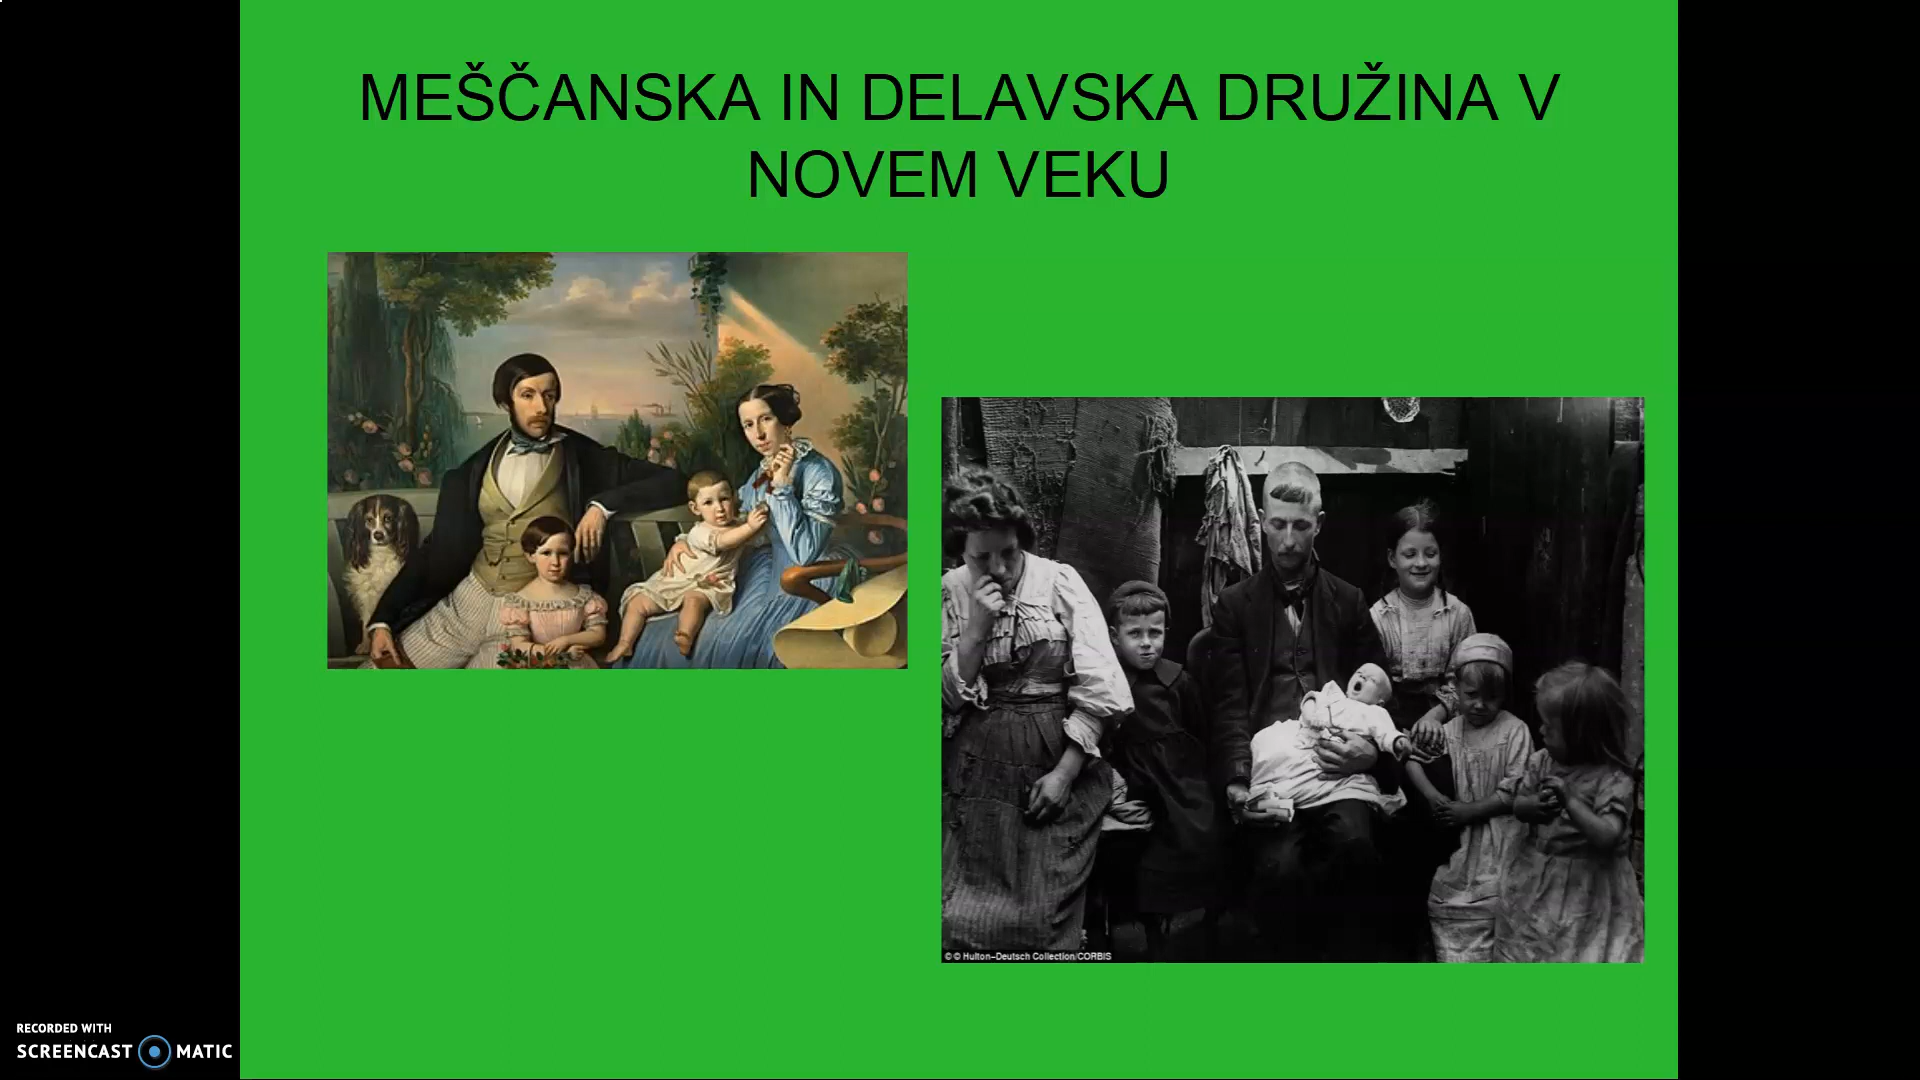 MEŠČANSKA IN DELAVSKA DRUŽINA V
NOVEM VEKU
© © Hulton-Deutsch Collection/CORBIS
RECORDED WITH
SCREENCAST MATIC